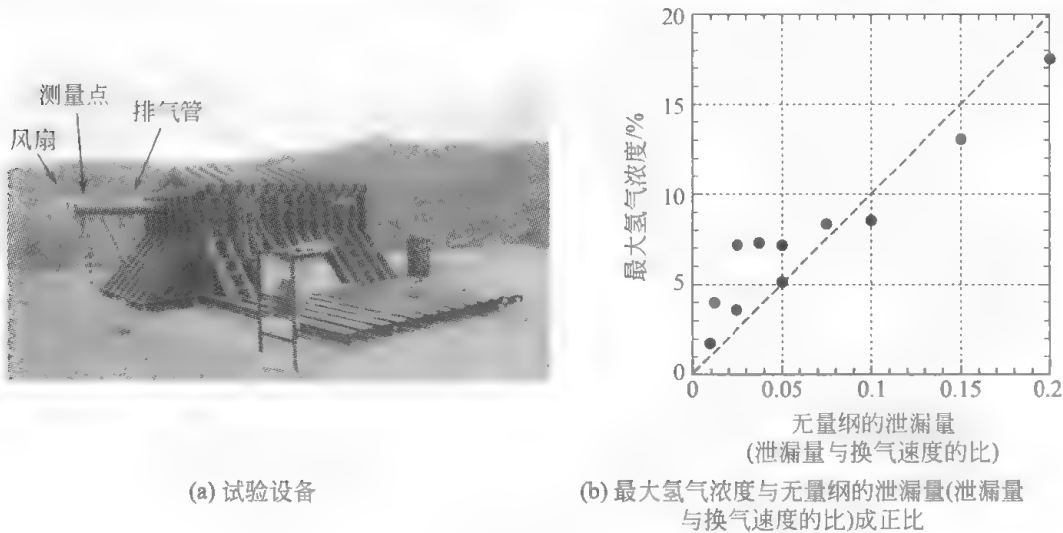 测量点
排气管
风扇
(a) 试验设备
最大氢气浓度/%
20
15
10
5
0
0
0.05
0.1
0.15
0.2
无量纲的泄漏量
(泄漏量与换气速度的比)
(b) 最大氢气浓度与无量纲的泄漏量(泄漏量
与换气速度的比)成正比